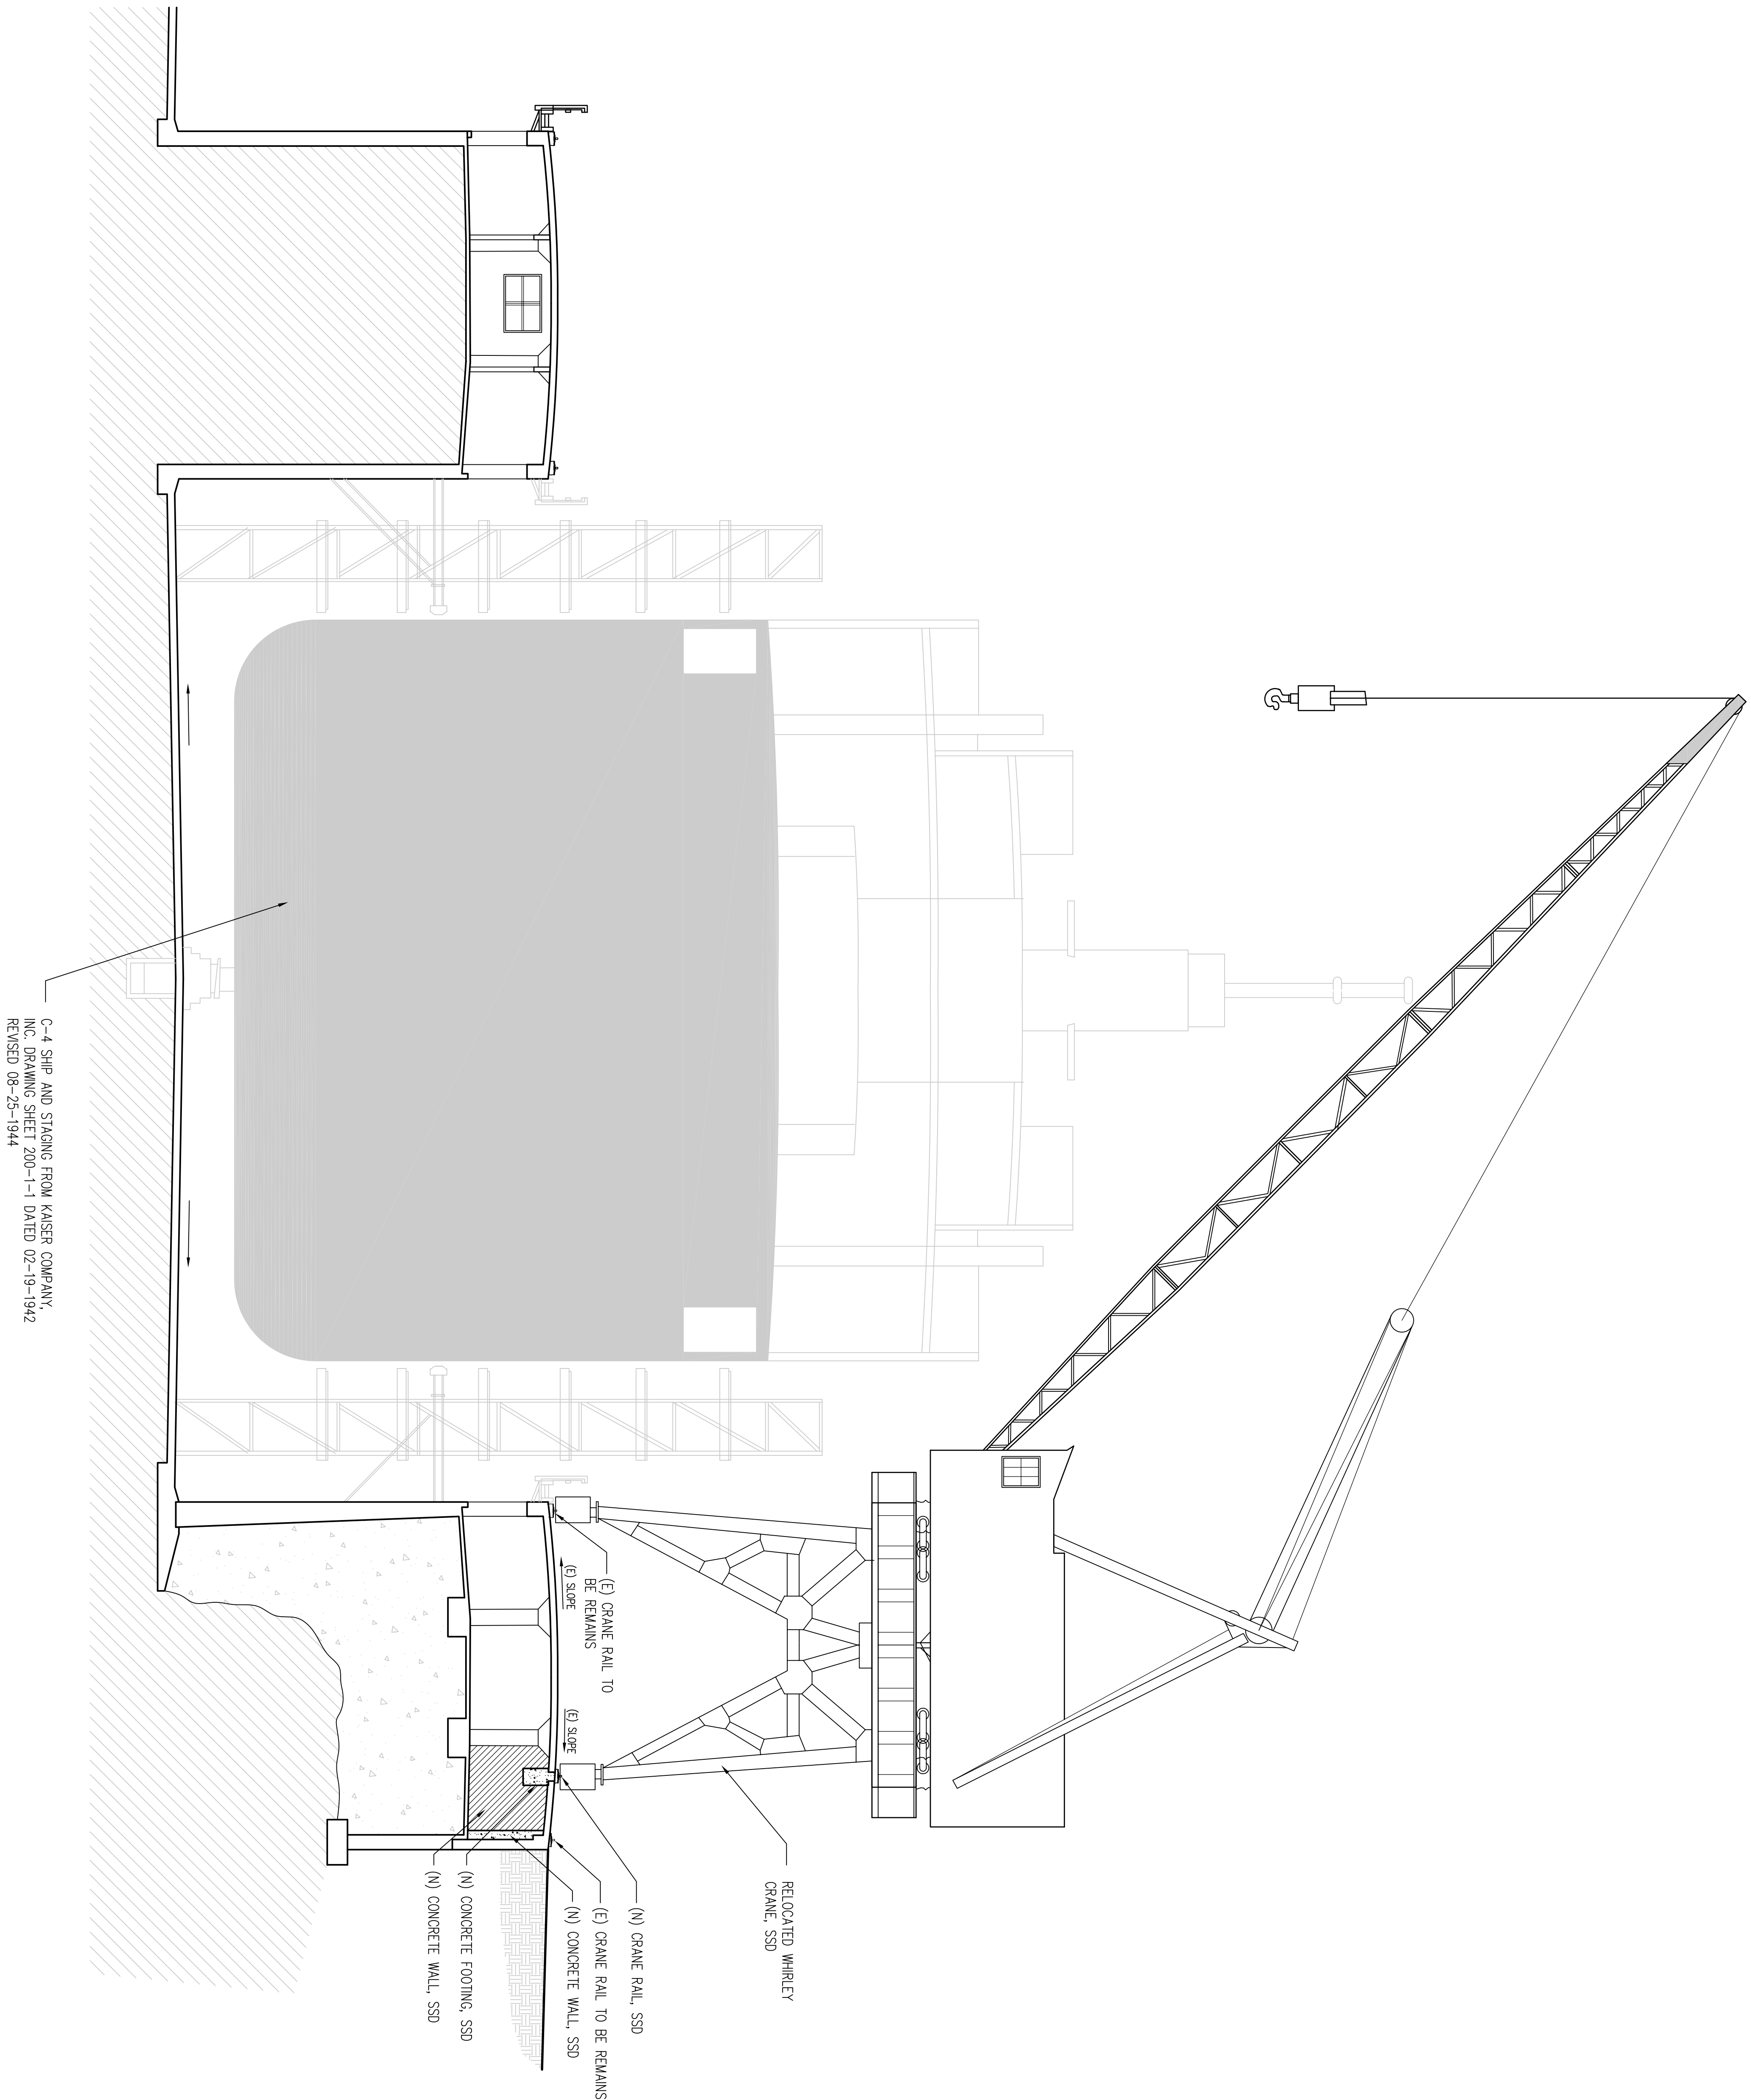 RELOCATED WHIRLEY
CRANE, SSD
(N) CRANE RAIL, SSD
(E) CRANE RAIL TO
BE REMAINS
(E) CRANE RAIL TO BE REMAINS
(N) CONCRETE WALL, SSD
(E) SLOPE
(E) SLOPE
(N) CONCRETE FOOTING, SSD
(N) CONCRETE WALL, SSD
C-4 SHIP AND STAGING FROM KAISER COMPANY,
INC. DRAWING SHEET 200-1-1 DATED 02-19-1942
REVISED 08-25-1944